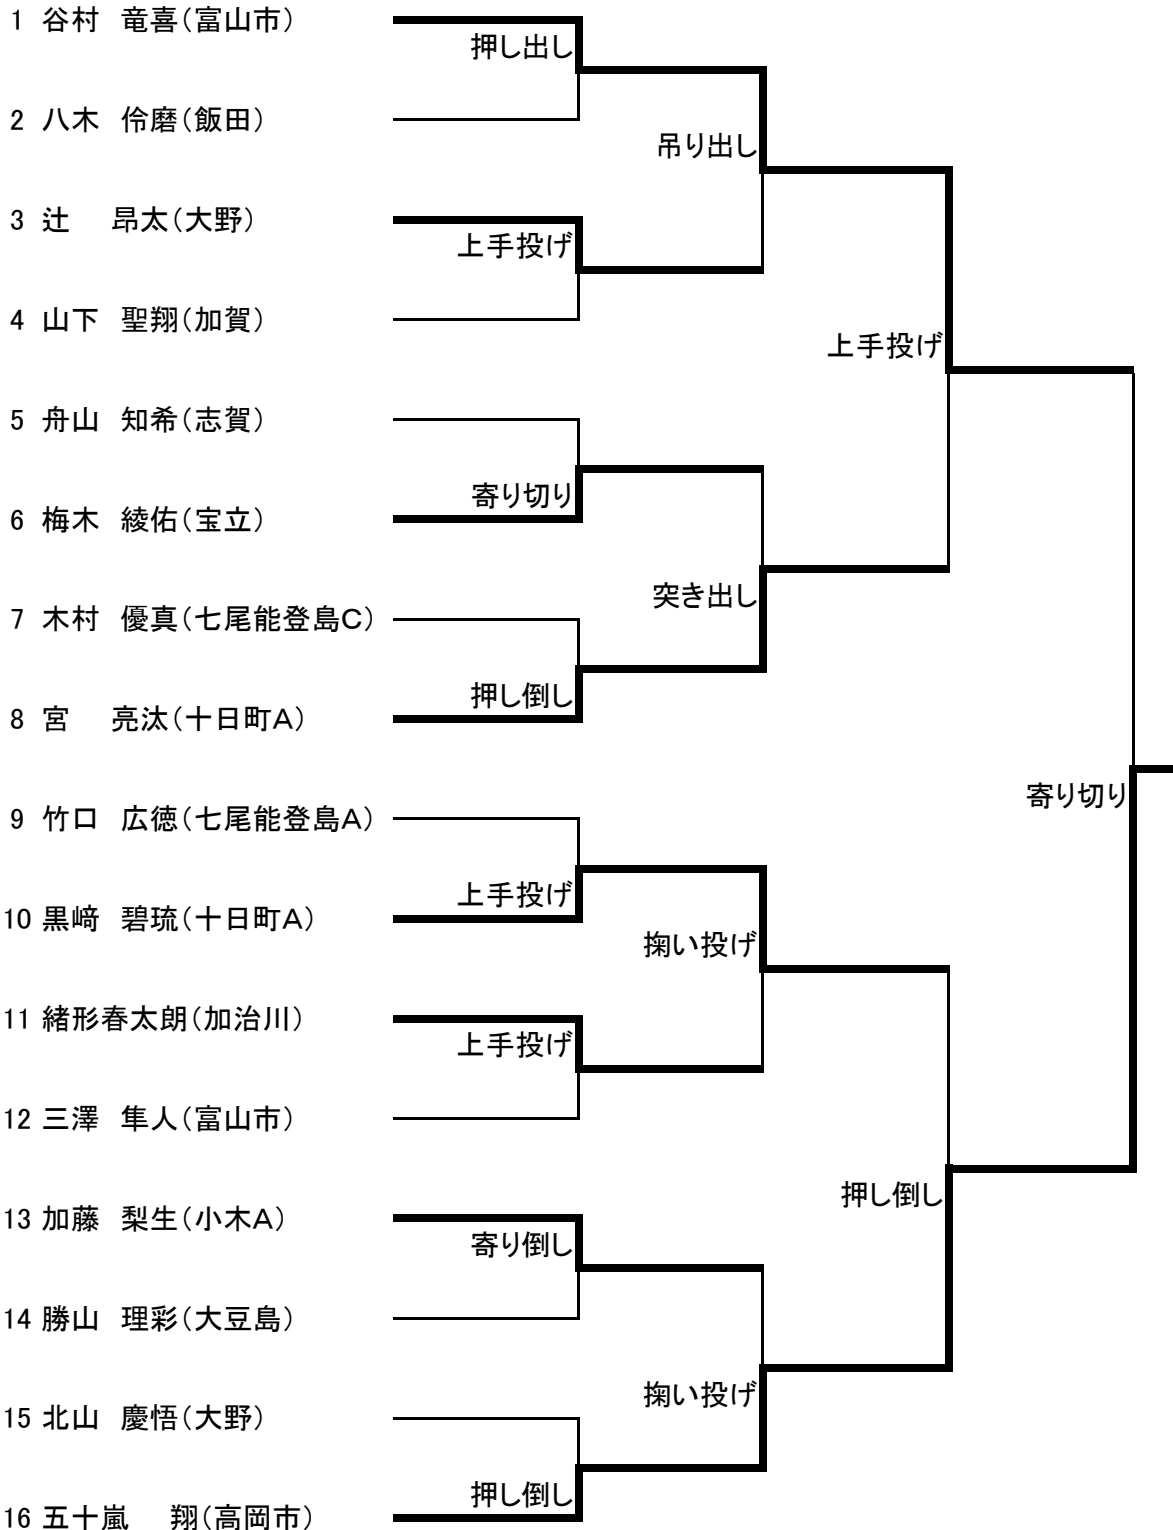 1 谷村　竜喜（富山市）
押し出し
2 八木　伶磨（飯田）
吊り出し
3 辻　　昂太（大野）
上手投げ
4 山下　聖翔（加賀）
上手投げ
5 舟山　知希（志賀）
寄り切り
6 梅木　綾佑（宝立）
突き出し
7 木村　優真（七尾能登島C）
押し倒し
8 宮　　亮汰（十日町A）
寄り切り
9 竹口　広徳（七尾能登島A）
上手投げ
10 黒﨑　碧琉（十日町A）
掬い投げ
11 緒形春太朗（加治川）
上手投げ
12 三澤　隼人（富山市）
押し倒し
13 加藤　梨生（小木A）
寄り倒し
14 勝山　理彩（大豆島）
掬い投げ
15 北山　慶悟（大野）
押し倒し
16 五十嵐　翔（高岡市）